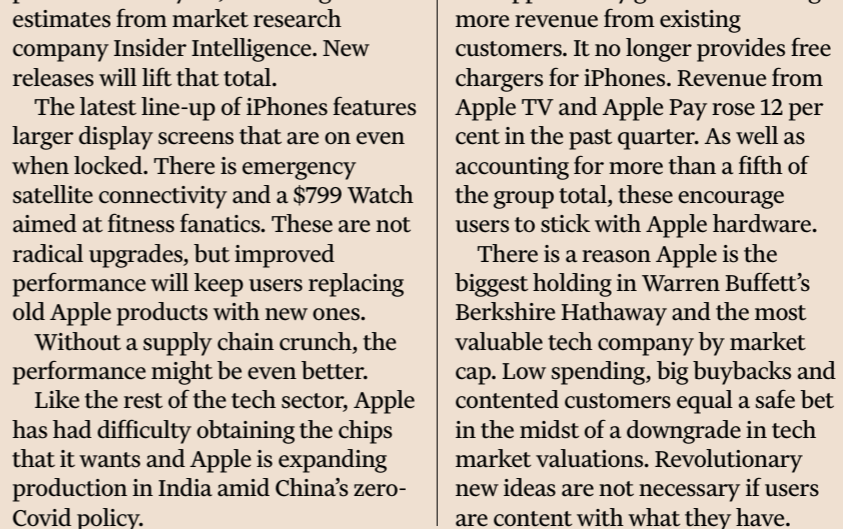 estimates from market research
company Insider Intelligence. New
releases will lift that total.
The latest line-up of iPhones features
larger display screens that are on even
when locked. There is emergency
satellite connectivity and a $799 Watch
aimed at fitness fanatics. These are not
radical upgrades, but improved
performance will keep users replacing
old Apple products with new ones.
Without a supply chain crunch, the
performance might be even better.
Like the rest of the tech sector, Apple
has had difficulty obtaining the chips
that it wants and Apple is expanding
production in India amid China’s zero-
Covid policy.
more revenue from existing
customers. It no longer provides free
chargers for iPhones. Revenue from
Apple TV and Apple Pay rose 12 per
cent in the past quarter. As well as
accounting for more than a fifth of
the group total, these encourage
users to stick with Apple hardware.
There is a reason Apple is the
biggest holding in Warren Buffett’s
Berkshire Hathaway and the most
valuable tech company by market
cap. Low spending, big buybacks and
contented customers equal a safe bet
in the midst of a downgrade in tech
market valuations. Revolutionary
new ideas are not necessary if users
are content with what they have.